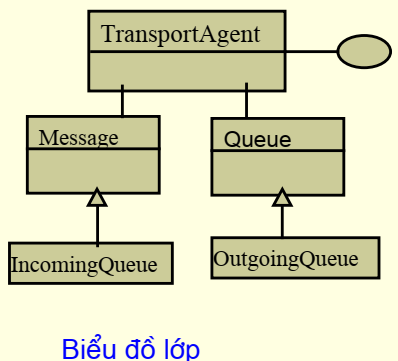 TransportAgent
Message
Queue
IncomingQueue
OutgoingQueue
Biểu đồ lớp